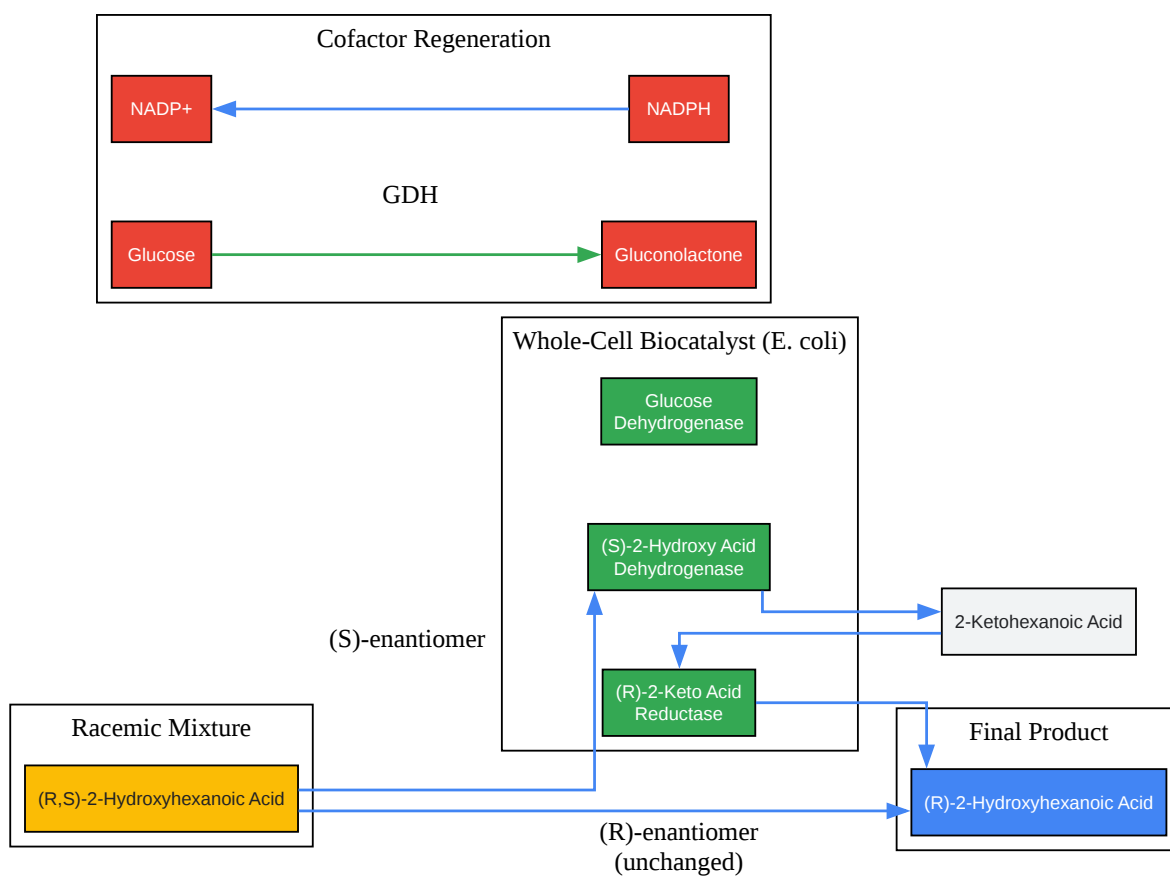 Cofactor Regeneration
NADP+
NADPH
GDH
Glucose
Gluconolactone
Whole-Cell Biocatalyst (E. coli)
Glucose
Dehydrogenase
(S)-2-Hydroxy Acid
Dehydrogenase
2-Ketohexanoic Acid
(S)-enantiomer
(R)-2-Keto Acid
Reductase
Racemic Mixture
(R,S)-2-Hydroxyhexanoic Acid
Final Product
(R)-2-Hydroxyhexanoic Acid
(R)-enantiomer
(unchanged)